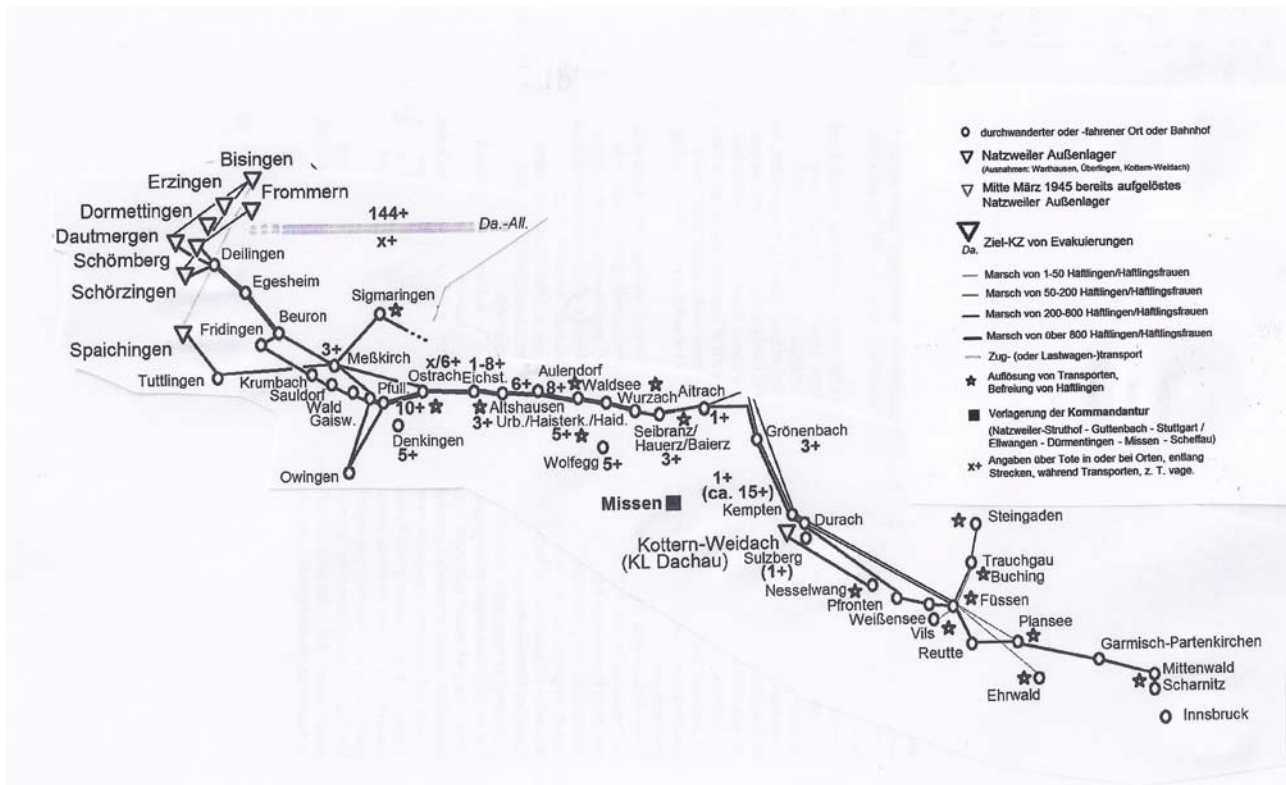 Bisingen
Erzingen
Frommern
Dormettingen
144+
Da.-All.
Dautmergen
x+
Schömberg
Deilingen
Schörzingen
Egesheim
Sigmaringen
Beuron
Fridingen
Spaichingen
3+
Meßkirch
x/6+
1-8+
Tuttlingen
Krumbach
Pfüll.
Ostrach
Eichst.
6+
Aulendorf
8+
Waldsee
Sauldorf
Wurzach
Aitrach
Wald
10+
Altshausen
1+
Gaisw.
3+
Urb./Haisterk./Haid.
Denkingen
5+
5+
Seibranz/
Hauerz/Baierz
3+
Grönenbach
3+
Owingen
Wolfegg
5+
1+
(ca. 15+)
Missen
Kempten
Durach
Kottern-Weidach
(KL Dachau)
Sulzberg
(1+)
Nesselwang
Pfronten
Weißensee
Vils
Steingaden
Trauchgau
Buching
Füssen
Plansee
Reutte
Garmisch-Partenkirchen
Mittenwald
Ehrwald
Scharnitz
Innsbruck
durchwanderter oder -fahrener Ort oder Bahnhof
Natzweiler Außenlager
(Ausnahmen: Warthausen, Überlingen, Kottern-Weidach)
Mitte März 1945 bereits aufgelöstes
Natzweiler Außenlager
Da.
Ziel-KZ von Evakuierungen
Marsch von 1-50 Häftlingen/Häftlingsfrauen
Marsch von 50-200 Häftlingen/Häftlingsfrauen
Marsch von 200-800 Häftlingen/Häftlingsfrauen
Marsch von über 800 Häftlingen/Häftlingsfrauen
Zug- (oder Lastwagen-)transport
Auflösung von Transporten,
Befreiung von Häftlingen
Verlagerung der Kommandantur
(Natzweiler-Struthof - Guttenbach - Stuttgart /
Ellwangen - Dürmentingen - Missen - Scheffau)
x+ Angaben über Tote in oder bei Orten, entlang
Strecken, während Transporten, z. T. vage.